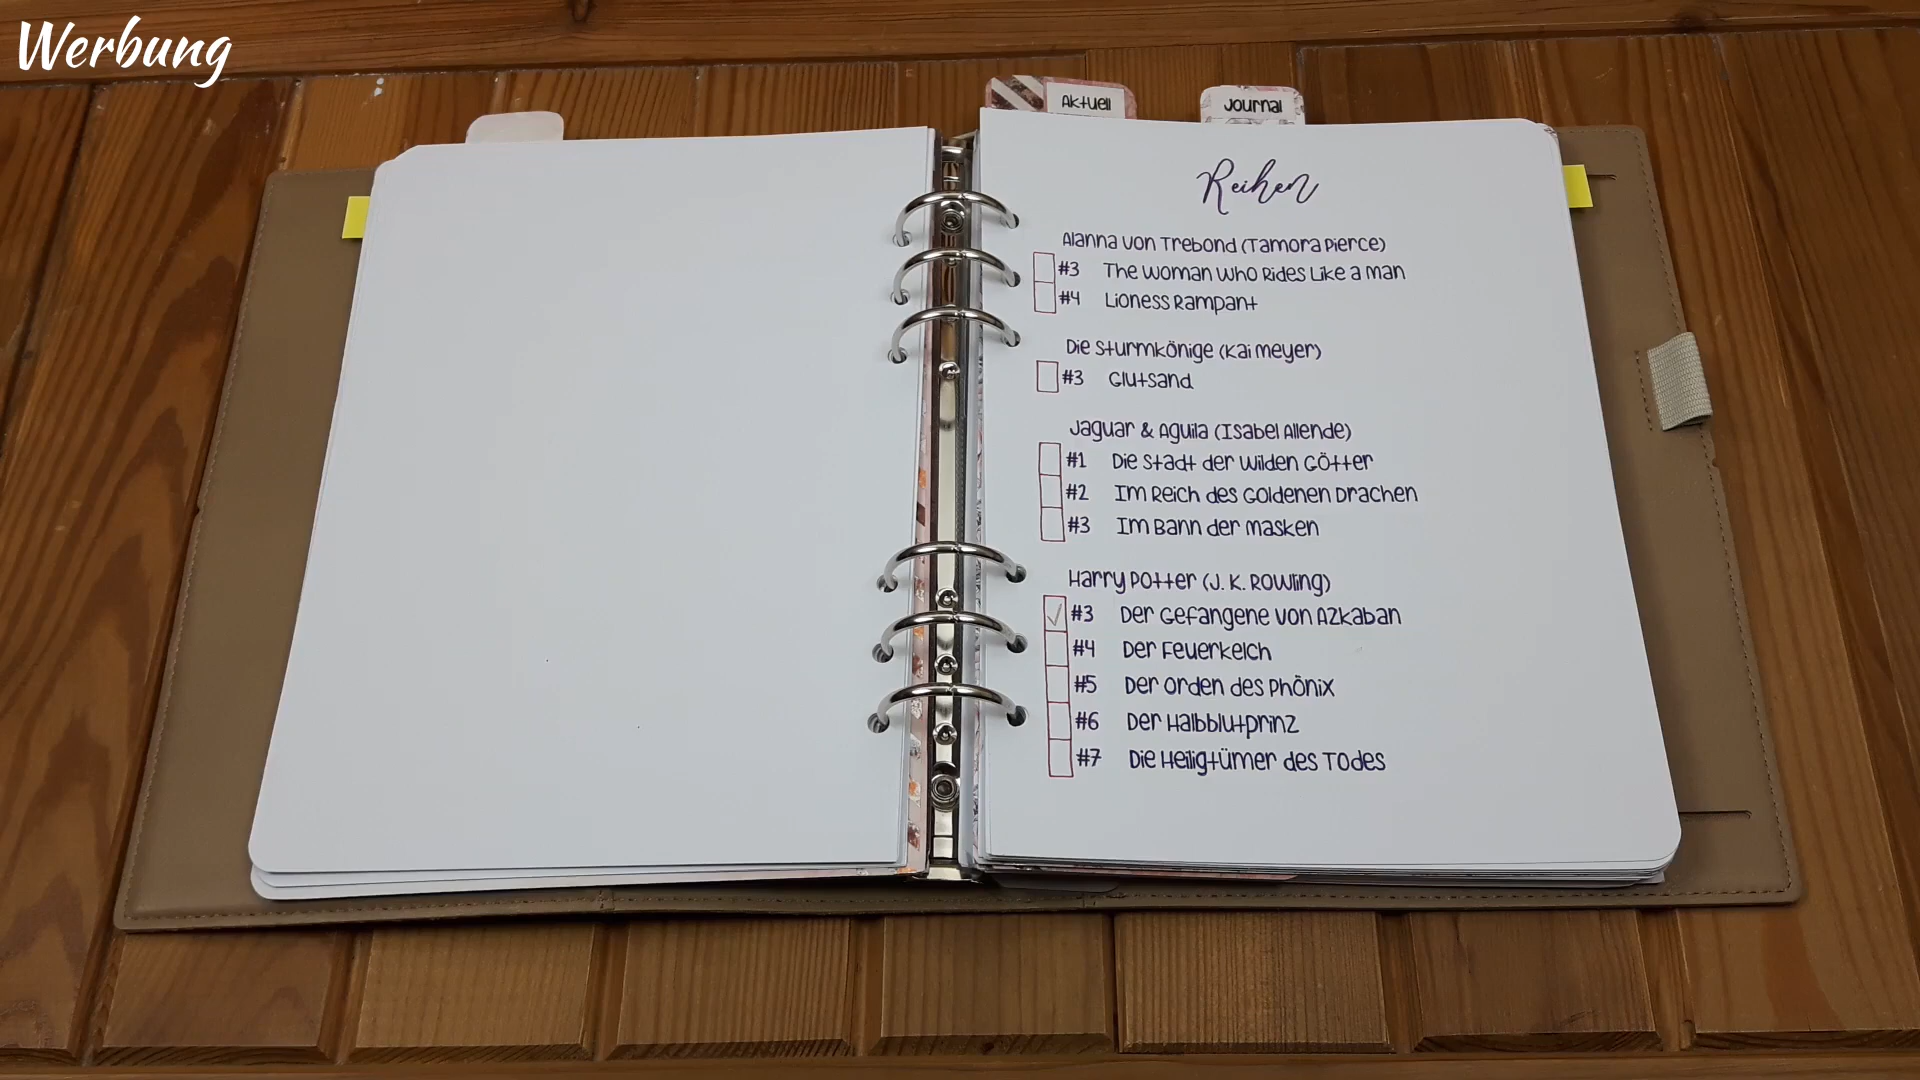 Werbung
Aktuell
Journal
Reihen
Alanna von Trebond (Tamora Pierce)
#3 The Woman Who Rides Like a Man
#4 Lioness Rampant
Die Sturmkönige (Kai Meyer)
#3 Glutsand
Jaguar & Aguila (Isabel Allende)
#1 Die Stadt der Wilden Götter
#2 Im Reich des Goldenen Drachen
#3 Im Bann der Masken
Harry Potter (J. K. Rowling)
#3 Der Gefangene von Azkaban
#4 Der Feuerkelch
#5 Der Orden des Phönix
#6 Der Halbblutprinz
#7 Die Heiligtümer des Todes